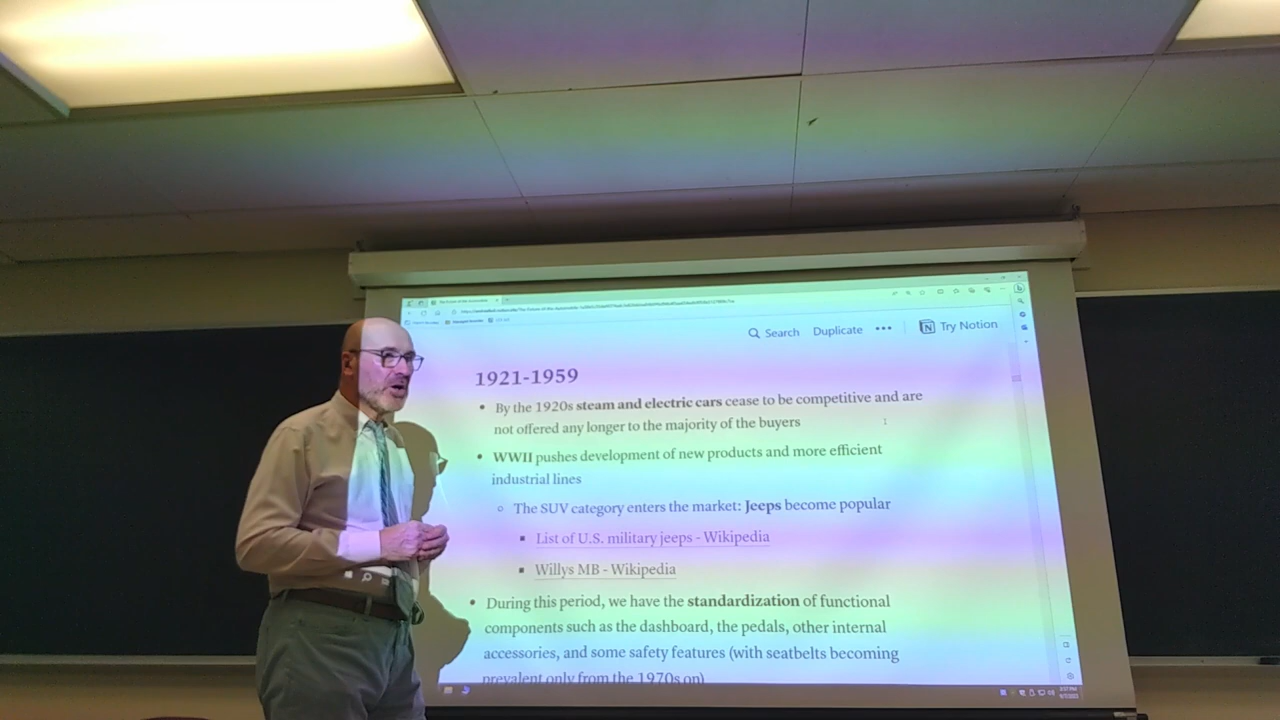 Search Duplicate ••• Try Notion
1921-1959
• By the 1920s steam and electric cars cease to be competitive and are
not offered any longer to the majority of the buyers
• WWII pushes development of new products and more efficient
industrial lines
◦ The SUV category enters the market: Jeeps become popular
▪ List of U.S. military jeeps - Wikipedia
▪ Willys MB - Wikipedia
• During this period, we have the standardization of functional
components such as the dashboard, the pedals, other internal
accessories, and some safety features (with seatbelts becoming
prevalent only from the 1970s on)